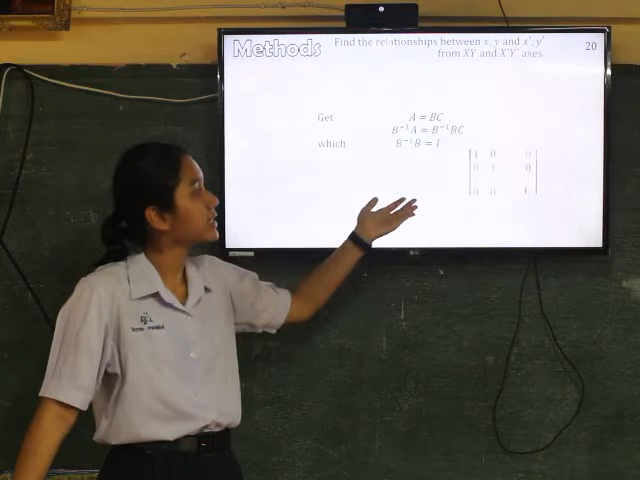 Methods
Find the relationships between x, y and x', y'
from XY and X'Y' axes.
20
Get A = BC
B⁻¹A = B⁻¹BC
which B⁻¹B = I
1 0 0
0 1 0
0 0 1
LG